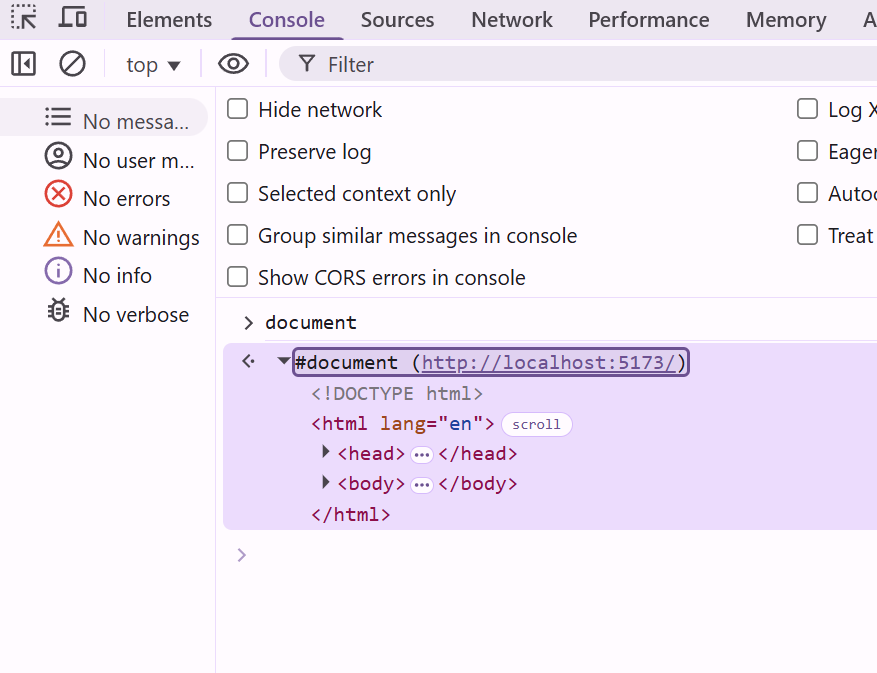 Elements Console Sources Network Performance Memory A
top Filter
No messa...
No user m...
No errors
No warnings
No info
No verbose
Hide network
Preserve log
Selected context only
Group similar messages in console
Show CORS errors in console
Log X
Eager
Auto
Treat
document
#document (http://localhost:5173/)
<!DOCTYPE html>
<html lang="en"> scroll
<head> ••• </head>
<body> ••• </body>
</html>